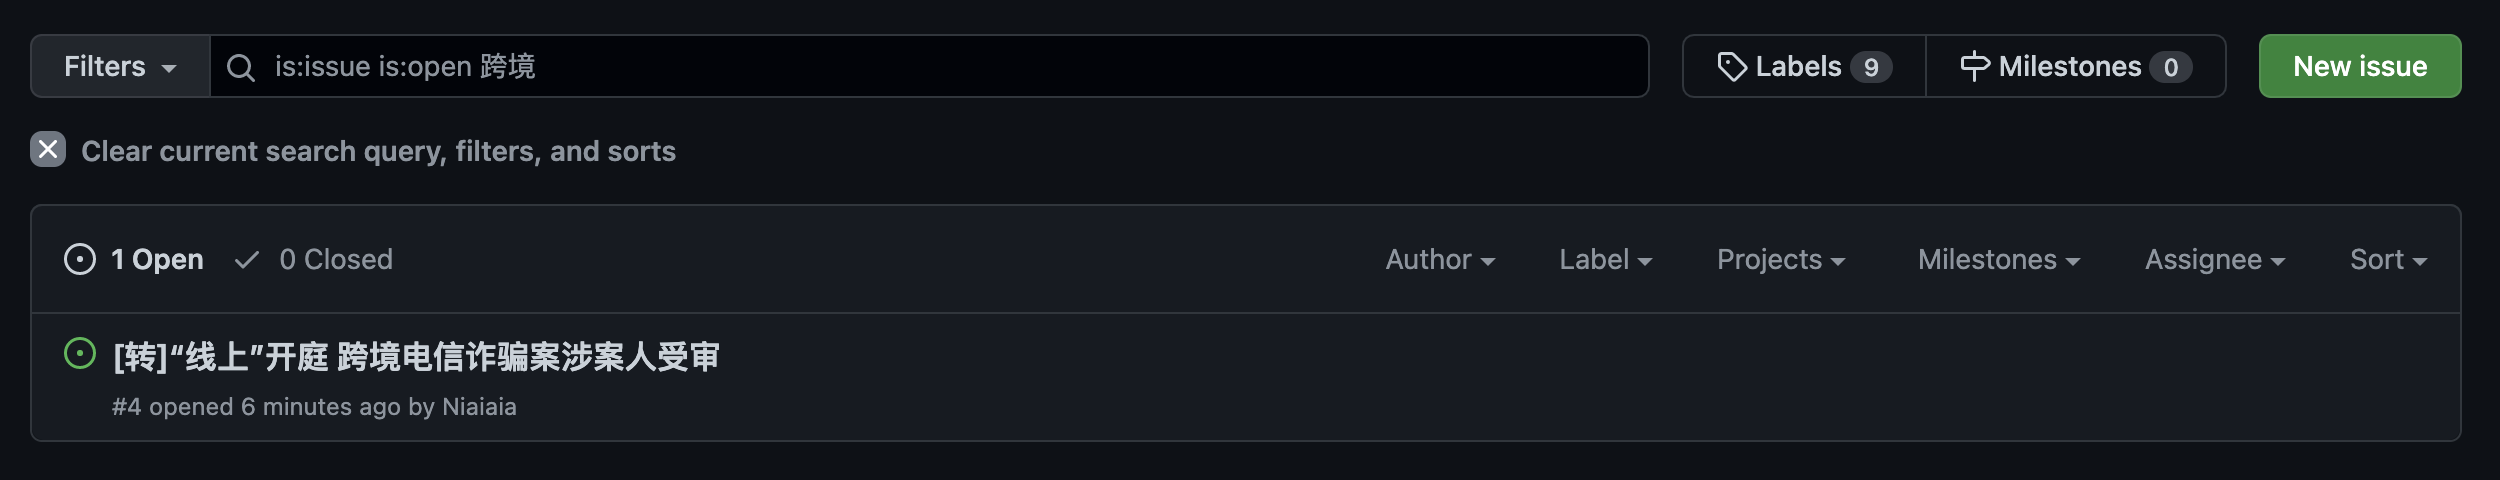 Filters is:issue is:open 跨境 Labels 9 Milestones 0 New issue
Clear current search query, filters, and sorts
1 Open 0 Closed Author Label Projects Milestones Assignee Sort
[转]“线上”开庭 跨境电信诈骗案涉案人受审
#4 opened 6 minutes ago by Niaiaia